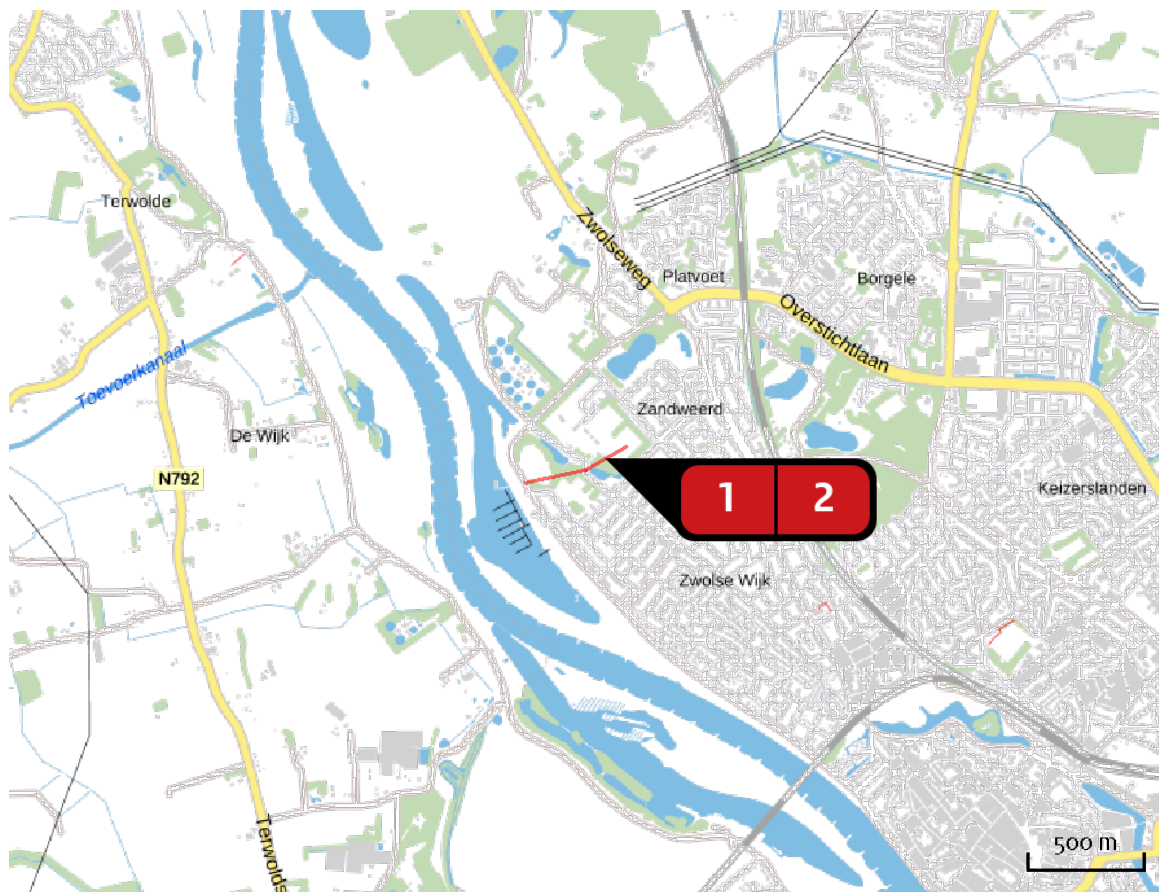 Terwolde
Zwolseweg
Platvoet
Borgele
Overstichtlaan
Toevoerkanaal
Zandweerd
De Wijk
N792
1 2
Keizerslanden
Zwolse Wijk
Terwolds
500 m